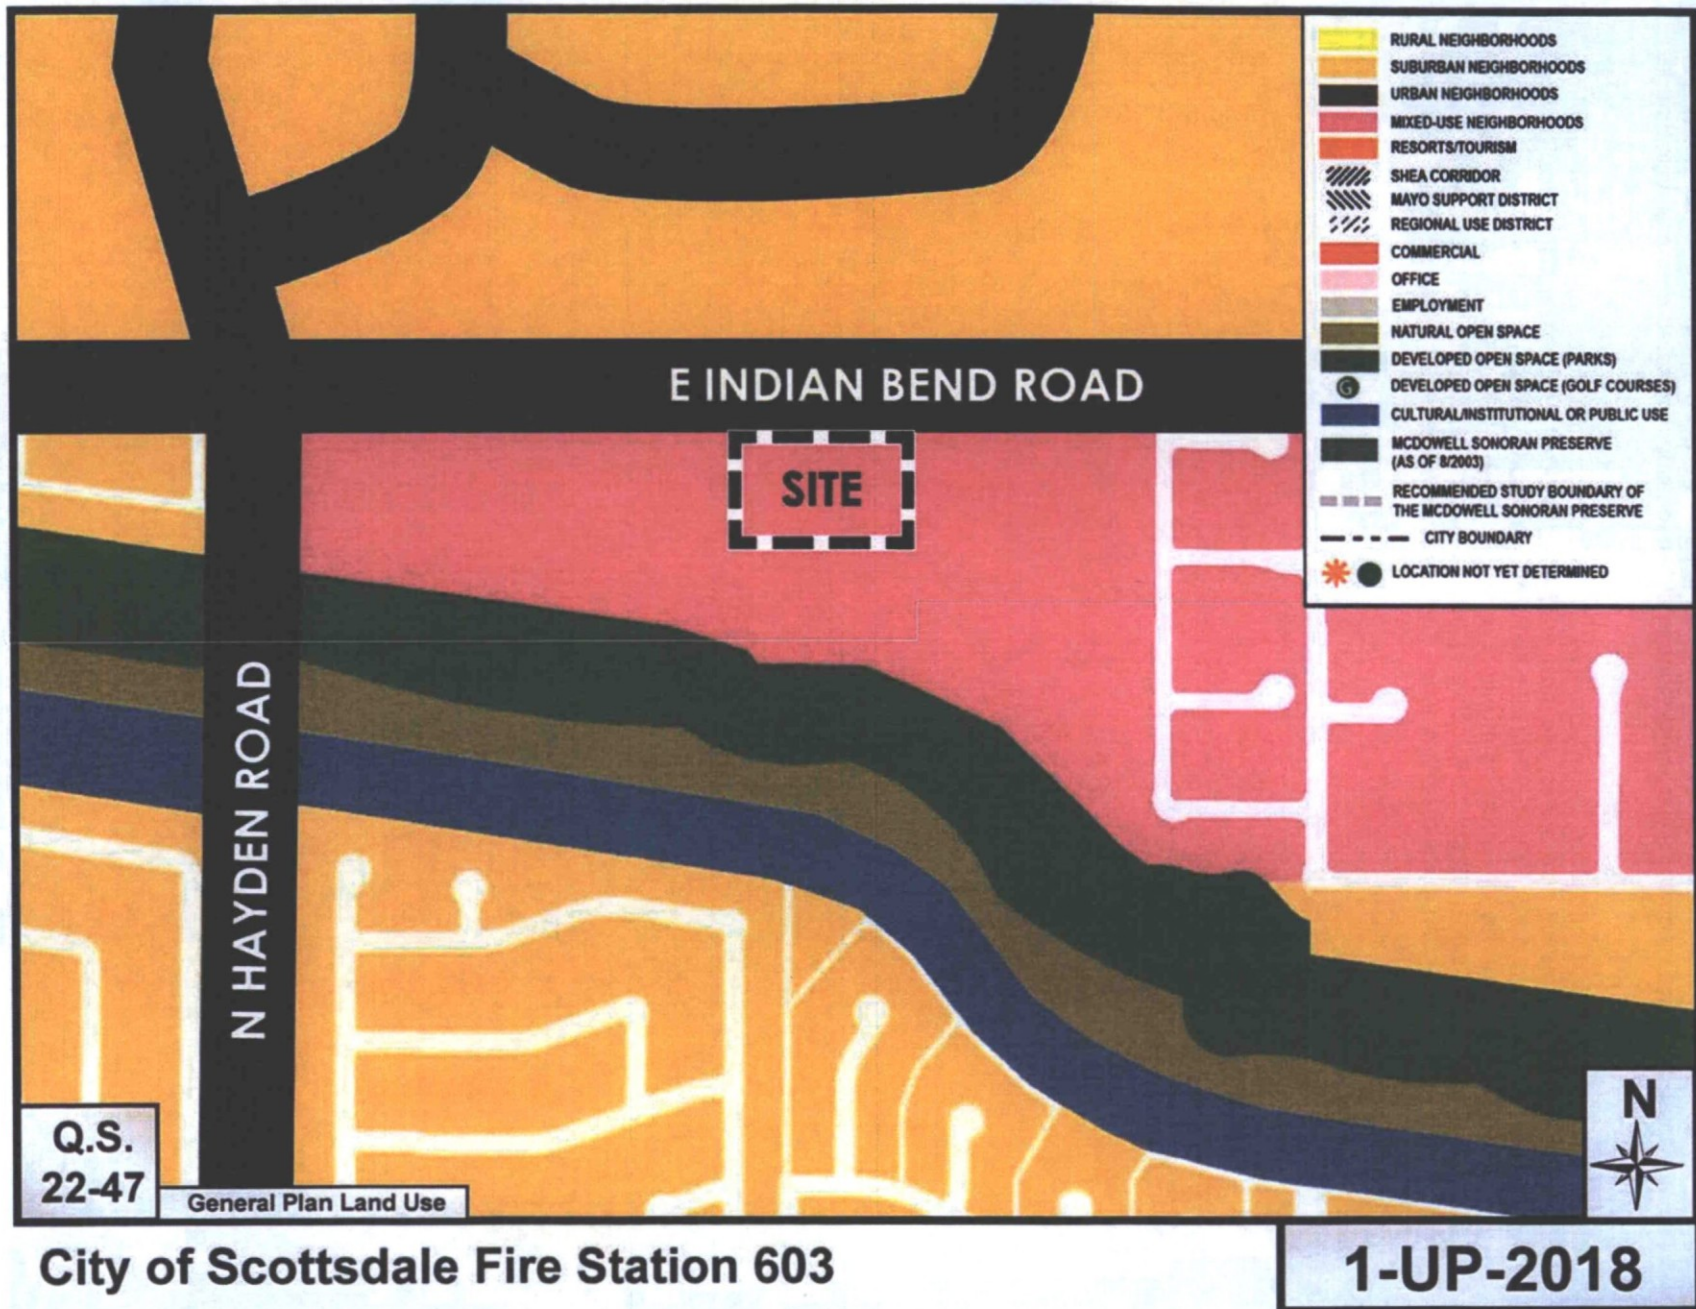 RURAL NEIGHBORHOODS
SUBURBAN NEIGHBORHOODS
URBAN NEIGHBORHOODS
MIXED-USE NEIGHBORHOODS
RESORTS/TOURISM
SHEA CORRIDOR
MAYO SUPPORT DISTRICT
REGIONAL USE DISTRICT
COMMERCIAL
OFFICE
EMPLOYMENT
NATURAL OPEN SPACE
DEVELOPED OPEN SPACE (PARKS)
G DEVELOPED OPEN SPACE (GOLF COURSES)
CULTURAL/INSTITUTIONAL OR PUBLIC USE
MCDOWELL SONORAN PRESERVE
(AS OF 8/2003)
RECOMMENDED STUDY BOUNDARY OF
THE MCDOWELL SONORAN PRESERVE
CITY BOUNDARY
LOCATION NOT YET DETERMINED
E INDIAN BEND ROAD
SITE
N HAYDEN ROAD
N
Q.S.
22-47
General Plan Land Use
City of Scottsdale Fire Station 603
1-UP-2018